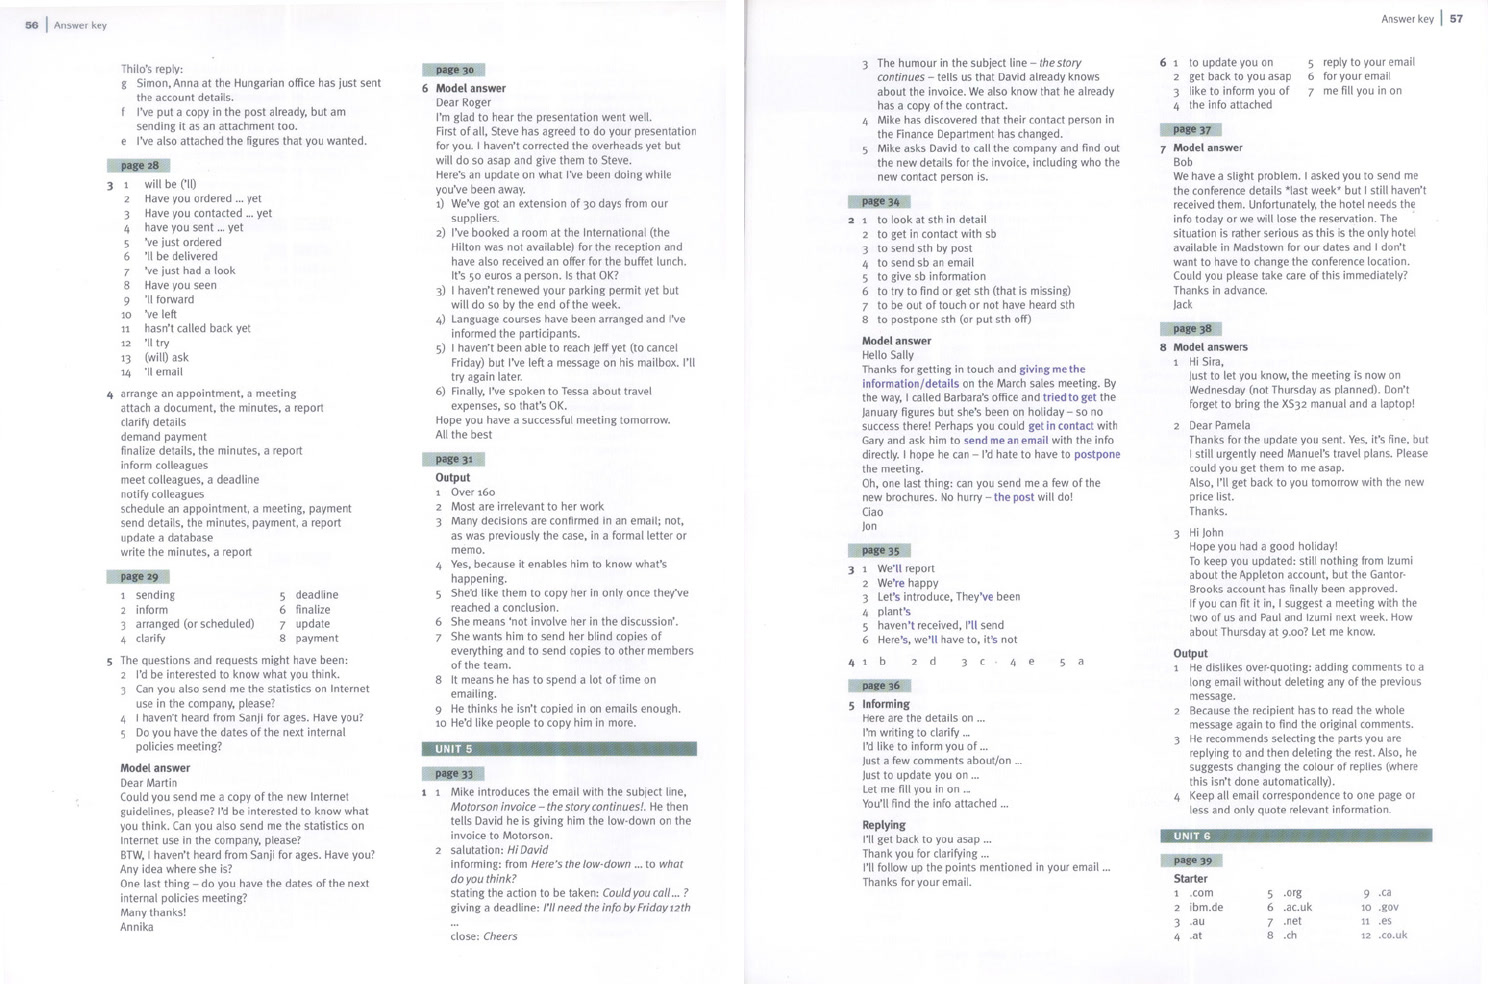 56 | Answer key
Thilo's reply:
g Simon, Anna at the Hungarian office has just sent
the account details.
f I've put a copy in the post already, but am
sending it as an attachment too.
e I've also attached the figures that you wanted.
page 28
3 1 will be ('ll)
2 Have you ordered ... yet
3 Have you contacted ... yet
4 have you sent ... yet
5 've just ordered
6 'll be delivered
7 've just had a look
8 Have you seen
9 'll forward
10 've left
11 hasn't called back yet
12 'll try
13 (will) ask
14 'll email
4 arrange an appointment, a meeting
attach a document, the minutes, a report
clarify details
demand payment
finalize details, the minutes, a report
inform colleagues
meet colleagues, a deadline
notify colleagues
schedule an appointment, a meeting, payment
send details, the minutes, payment, a report
update a database
write the minutes, a report
page 29
1 sending 5 deadline
2 inform 6 finalize
3 arranged (or scheduled) 7 update
4 clarify 8 payment
5 The questions and requests might have been:
2 I'd be interested to know what you think.
3 Can you also send me the statistics on Internet
use in the company, please?
4 I haven't heard from Sanji for ages. Have you?
5 Do you have the dates of the next internal
policies meeting?
Model answer
Dear Martin
Could you send me a copy of the new Internet
guidelines, please? I'd be interested to know what
you think. Can you also send me the statistics on
Internet use in the company, please?
BTW, I haven't heard from Sanji for ages. Have you?
Any idea where she is?
One last thing – do you have the dates of the next
internal policies meeting?
Many thanks!
Annika
page 30
6 Model answer
Dear Roger
I'm glad to hear the presentation went well.
First of all, Steve has agreed to do your presentation
for you. I haven't corrected the overheads yet but
will do so asap and give them to Steve.
Here's an update on what I've been doing while
you've been away.
1) We've got an extension of 30 days from our
suppliers.
2) I've booked a room at the International (the
Hilton was not available) for the reception and
have also received an offer for the buffet lunch.
It's 50 euros a person. Is that OK?
3) I haven't renewed your parking permit yet but
will do so by the end of the week.
4) Language courses have been arranged and I've
informed the participants.
5) I haven't been able to reach Jeff yet (to cancel
Friday) but I've left a message on his mailbox. I'll
try again later.
6) Finally, I've spoken to Tessa about travel
expenses, so that's OK.
Hope you have a successful meeting tomorrow.
All the best
page 31
Output
1 Over 160
2 Most are irrelevant to her work
3 Many decisions are confirmed in an email; not,
as was previously the case, in a formal letter or
memo.
4 Yes, because it enables him to know what's
happening.
5 She'd like them to copy her in only once they've
reached a conclusion.
6 She means 'not involve her in the discussion'.
7 She wants him to send her blind copies of
everything and to send copies to other members
of the team.
8 It means he has to spend a lot of time on
emailing.
9 He thinks he isn't copied in on emails enough.
10 He'd like people to copy him in more.
UNIT 5
page 33
1 1 Mike introduces the email with the subject line,
Motorson invoice – the story continues!. He then
tells David he is giving him the low-down on the
invoice to Motorson.
2 salutation: Hi David
informing: from Here's the low-down ... to what
do you think?
stating the action to be taken: Could you call ... ?
giving a deadline: I'll need the info by Friday 12th
...
close: Cheers
Answer key | 57
3 The humour in the subject line – the story
continues – tells us that David already knows
about the invoice. We also know that he already
has a copy of the contract.
4 Mike has discovered that their contact person in
the Finance Department has changed.
5 Mike asks David to call the company and find out
the new details for the invoice, including who the
new contact person is.
page 34
2 1 to look at sth in detail
2 to get in contact with sb
3 to send sth by post
4 to send sb an email
5 to give sb information
6 to try to find or get sth (that is missing)
7 to be out of touch or not have heard sth
8 to postpone sth (or put sth off)
Model answer
Hello Sally
Thanks for getting in touch and giving me the
information/details on the March sales meeting. By
the way, I called Barbara's office and tried to get the
January figures but she's been on holiday – so no
success there! Perhaps you could get in contact with
Gary and ask him to send me an email with the info
directly. I hope he can – I'd hate to have to postpone
the meeting.
Oh, one last thing: can you send me a few of the
new brochures. No hurry – the post will do!
Ciao
Jon
page 35
3 1 We'll report
2 We're happy
3 Let's introduce, They've been
4 plant's
5 haven't received, I'll send
6 Here's, we'll have to, it's not
4 1 b 2 d 3 c 4 e 5 a
page 36
5 Informing
Here are the details on ...
I'm writing to clarify ...
I'd like to inform you of ...
Just a few comments about/on ...
Just to update you on ...
Let me fill you in on ...
You'll find the info attached ...
Replying
I'll get back to you asap ...
Thank you for clarifying ...
I'll follow up the points mentioned in your email ...
Thanks for your email.
6 1 to update you on 5 reply to your email
2 get back to you asap 6 for your email
3 like to inform you of 7 me fill you in on
4 the info attached
page 37
7 Model answer
Bob
We have a slight problem. I asked you to send me
the conference details *last week* but I still haven't
received them. Unfortunately, the hotel needs the
info today or we will lose the reservation. The
situation is rather serious as this is the only hotel
available in Madstown for our dates and I don't
want to have to change the conference location.
Could you please take care of this immediately?
Thanks in advance.
Jack
page 38
8 Model answers
1 Hi Sira,
Just to let you know, the meeting is now on
Wednesday (not Thursday as planned). Don't
forget to bring the XS32 manual and a laptop!
2 Dear Pamela
Thanks for the update you sent. Yes, it's fine, but
I still urgently need Manuel's travel plans. Please
could you get them to me asap.
Also, I'll get back to you tomorrow with the new
price list.
Thanks.
3 Hi John
Hope you had a good holiday!
To keep you updated: still nothing from Izumi
about the Appleton account, but the Gantor-
Brooks account has finally been approved.
If you can fit it in, I suggest a meeting with the
two of us and Paul and Izumi next week. How
about Thursday at 9.00? Let me know.
Output
1 He dislikes over-quoting: adding comments to a
long email without deleting any of the previous
message.
2 Because the recipient has to read the whole
message again to find the original comments.
3 He recommends selecting the parts you are
replying to and then deleting the rest. Also, he
suggests changing the colour of replies (where
this isn't done automatically).
4 Keep all email correspondence to one page or
less and only quote relevant information.
UNIT 6
page 39
Starter
1 .com 5 .org 9 .ca
2 ibm.de 6 .ac.uk 10 .gov
3 .au 7 .net 11 .es
4 .at 8 .ch 12 .co.uk